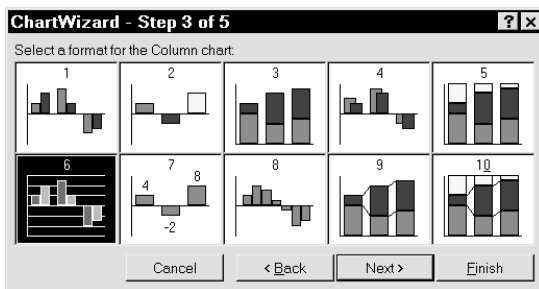 ChartWizard - Step 3 of 5
Select a format for the Column chart:
1 2 3 4 5
6 7 8 9 10
4 8
-2
Cancel < Back Next > Finish